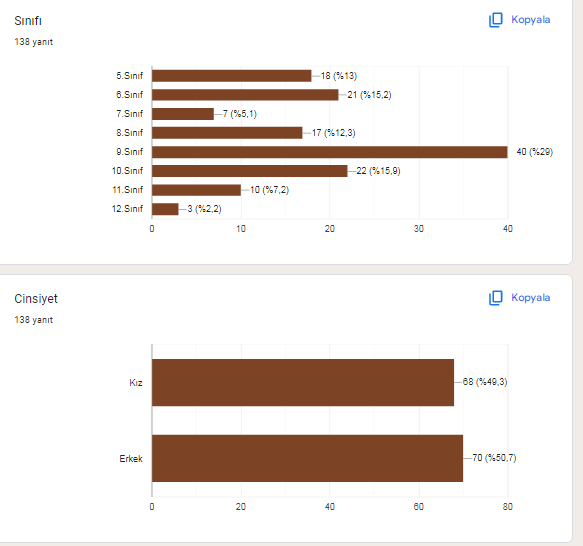 Sınıfı
Kopyala
138 yanıt
5.Sınıf 18 (%13)
6.Sınıf 21 (%15,2)
7.Sınıf 7 (%5,1)
8.Sınıf 17 (%12,3)
9.Sınıf 40 (%29)
10.Sınıf 22 (%15,9)
11.Sınıf 10 (%7,2)
12.Sınıf 3 (%2,2)
0 10 20 30 40
Cinsiyet
Kopyala
138 yanıt
Kız 68 (%49,3)
Erkek 70 (%50,7)
0 20 40 60 80